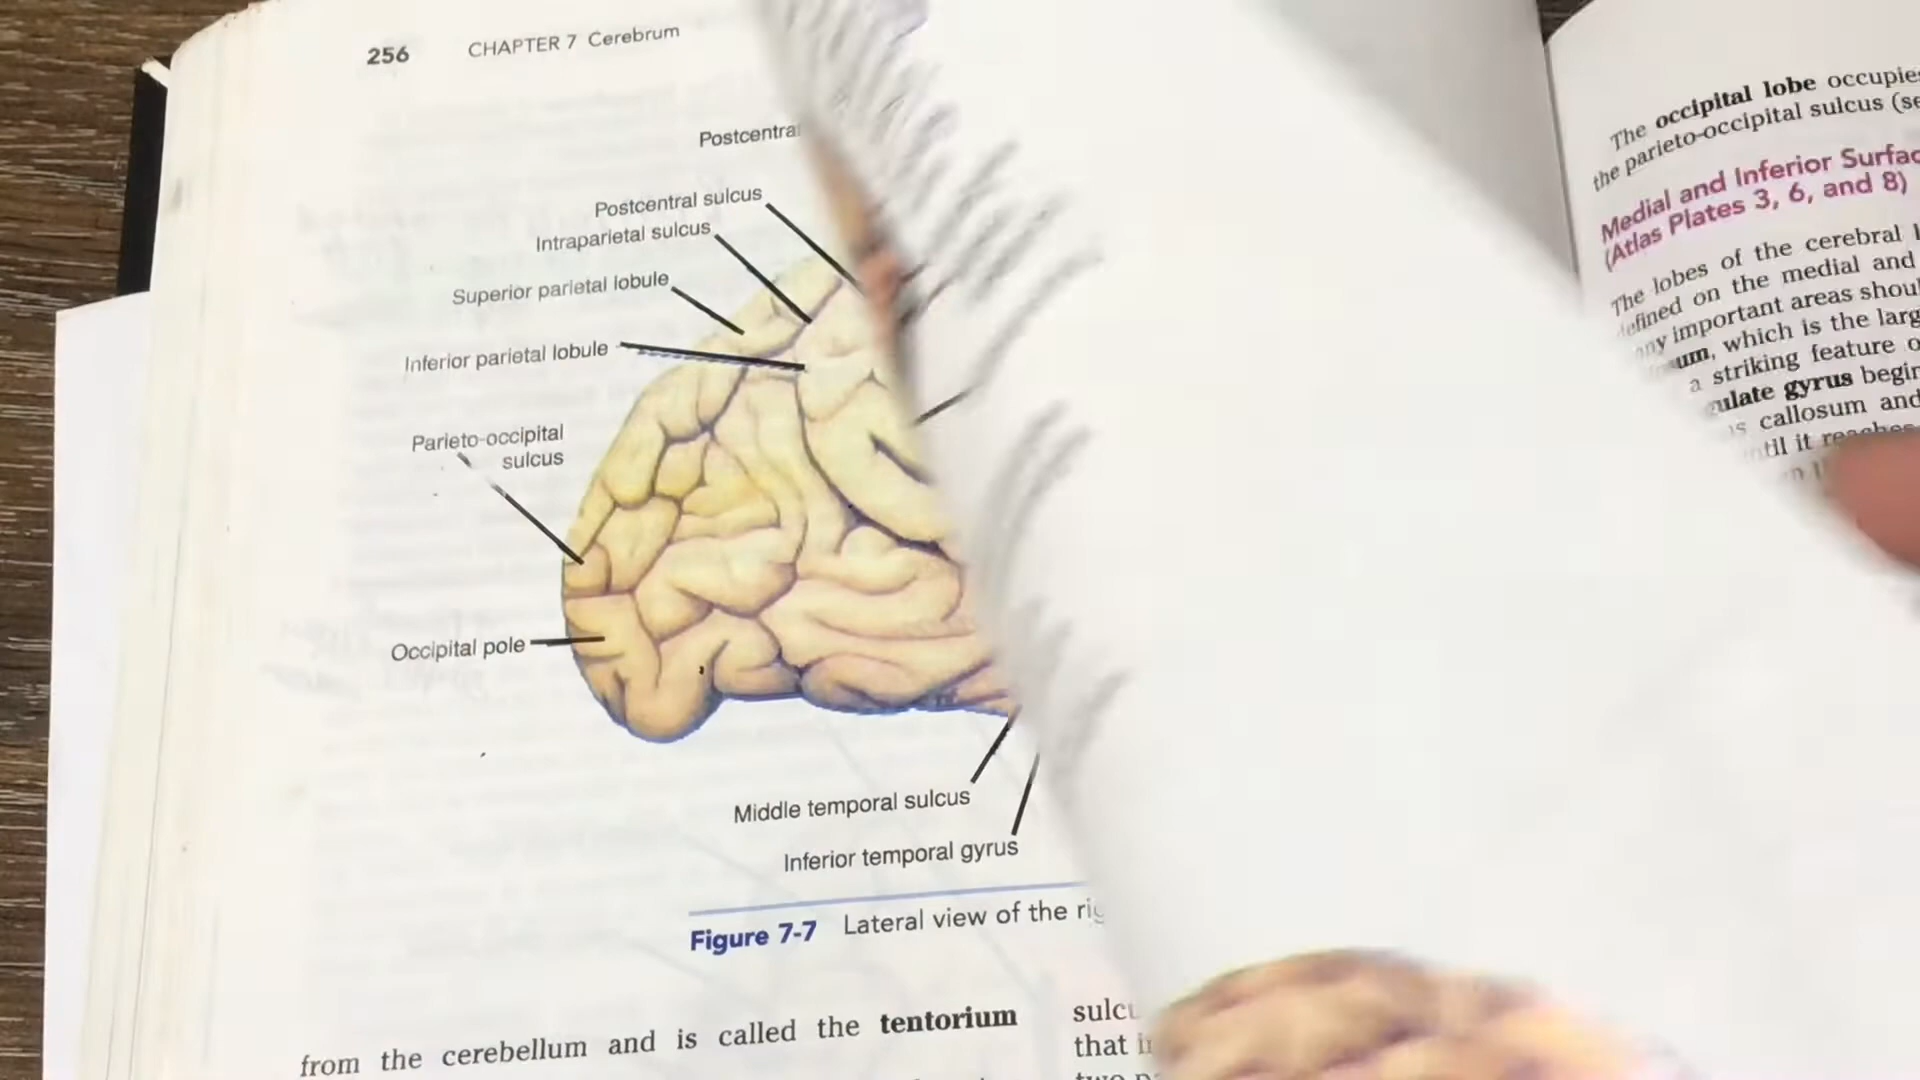 256 CHAPTER 7 Cerebrum
Postcentral
Postcentral sulcus
Intraparietal sulcus
Superior parietal lobule
Inferior parietal lobule
Parieto-occipital
sulcus
Occipital pole
Middle temporal sulcus
Inferior temporal gyrus
Figure 7-7 Lateral view of the
from the cerebellum and is called the tentorium
that
The occipital lobe
the parieto-occipital sulcus
Medial and Inferior
(Atlas Plates 3, 6, and 8)
The lobes of the cerebral
on the medial and
important areas
which is the
a striking feature
gyrus
callosum and
it